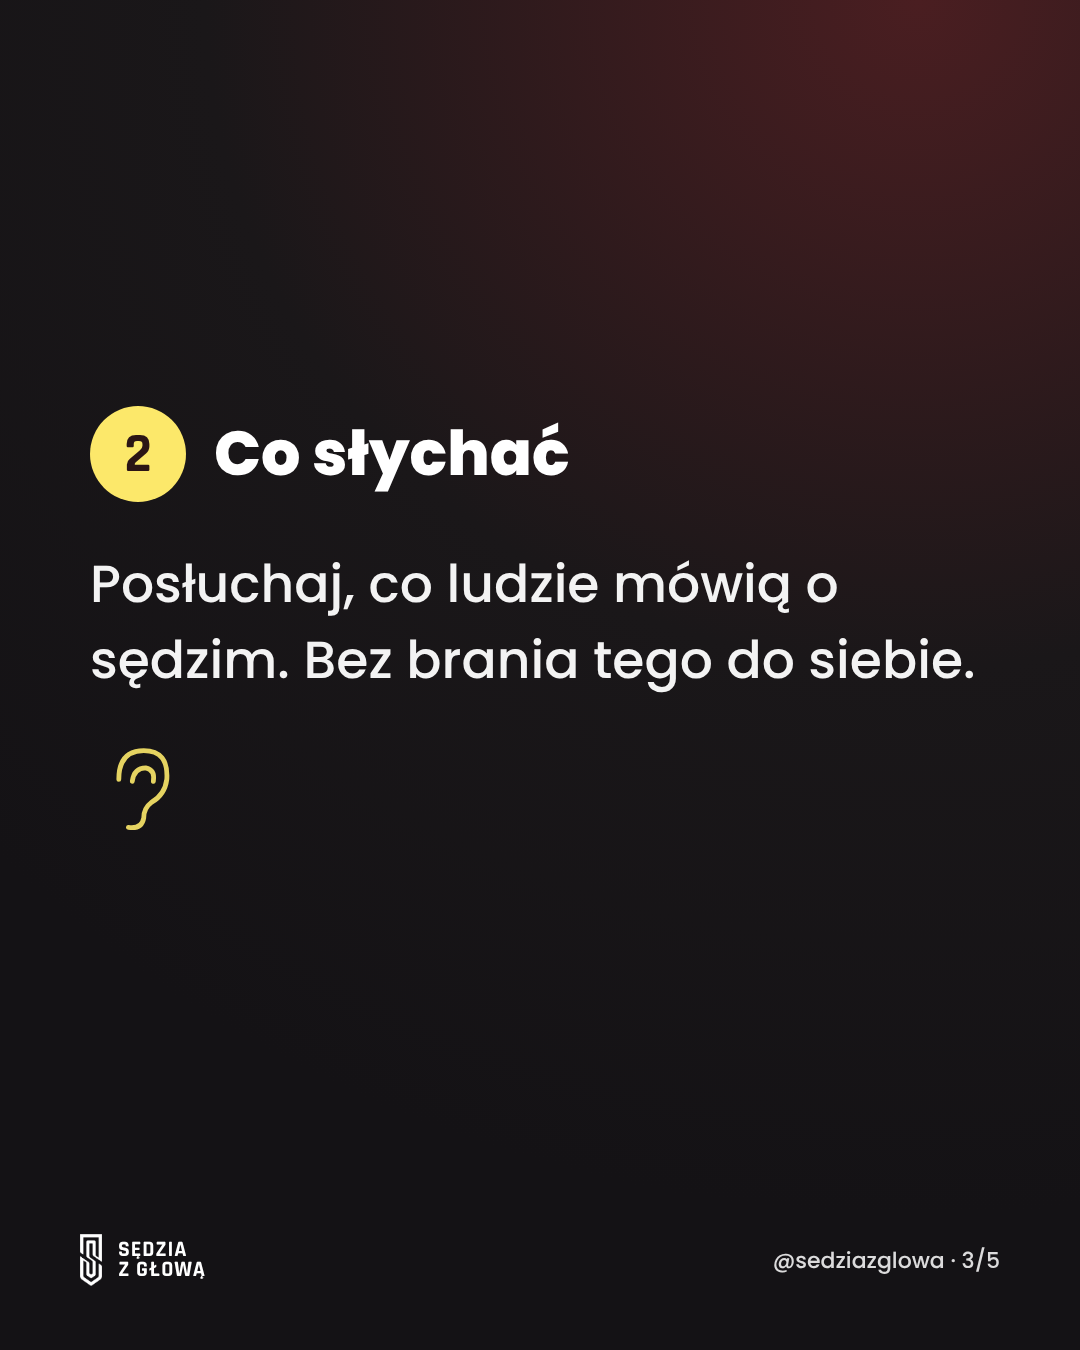 2 Co słychać
Posłuchaj, co ludzie mówią o
sędzim. Bez brania tego do siebie.
SĘDZIA
Z GŁOWĄ
@sedziazglowa · 3/5